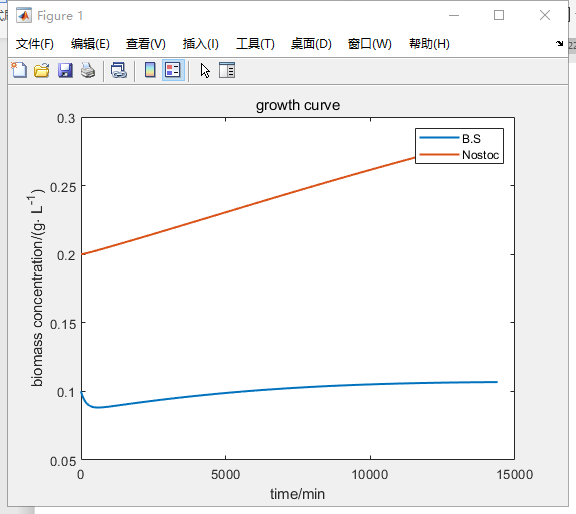 Figure 1
文件(F) 编辑(E) 查看(V) 插入(I) 工具(T) 桌面(D) 窗口(W) 帮助(H)
growth curve
B.S
Nostoc
0.3
0.25
0.2
0.15
0.1
0.05
biomass concentration/(g· L⁻¹)
0 5000 10000 15000
time/min